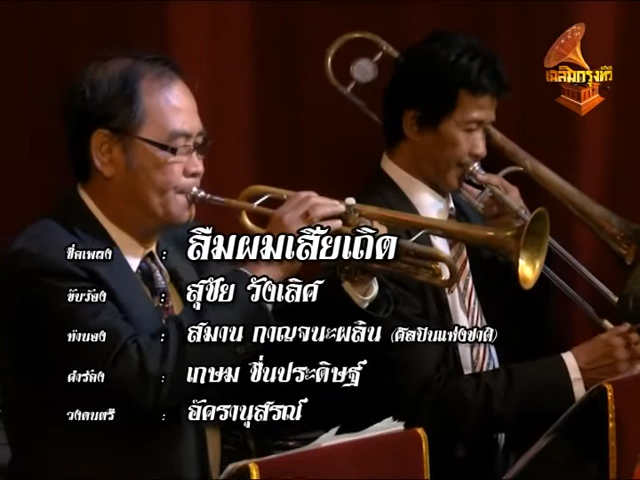 เฉลิมกรุงทีวี
ชื่อเพลง : ลืมผมเสียเถิด
ขับร้อง : สุชัย วังเลิศ
ทำนอง : สมาน กาญจนะผลิน (ศิลปินแห่งชาติ)
คำร้อง : เกษม ชื่นประดิษฐ์
วงดนตรี : อัครานุสรณ์